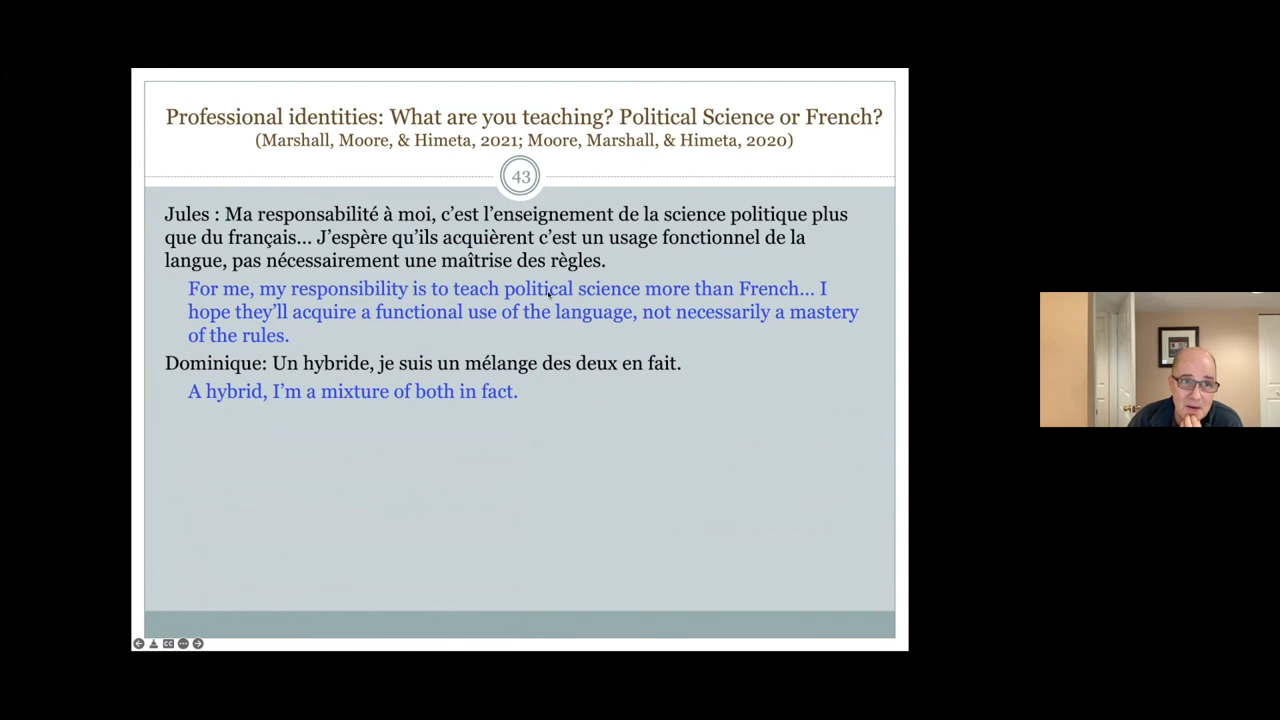 Professional identities: What are you teaching? Political Science or French?
(Marshall, Moore, & Himeta, 2021; Moore, Marshall, & Himeta, 2020)
43
Jules : Ma responsabilité à moi, c’est l’enseignement de la science politique plus
que du français… J’espère qu’ils acquièrent c’est un usage fonctionnel de la
langue, pas nécessairement une maîtrise des règles.
For me, my responsibility is to teach political science more than French… I
hope they’ll acquire a functional use of the language, not necessarily a mastery
of the rules.
Dominique: Un hybride, je suis un mélange des deux en fait.
A hybrid, I’m a mixture of both in fact.